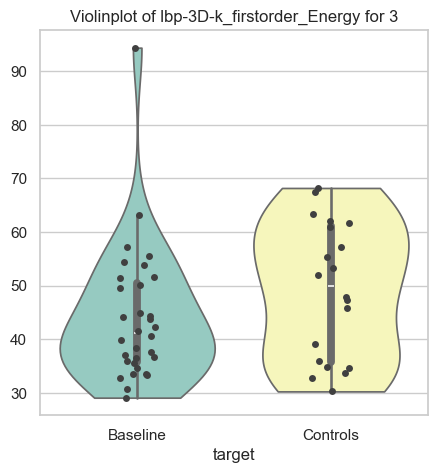 Violinplot of lbp-3D-k_firstorder_Energy for 3
90
80
70
60
50
40
30
Baseline
Controls
target